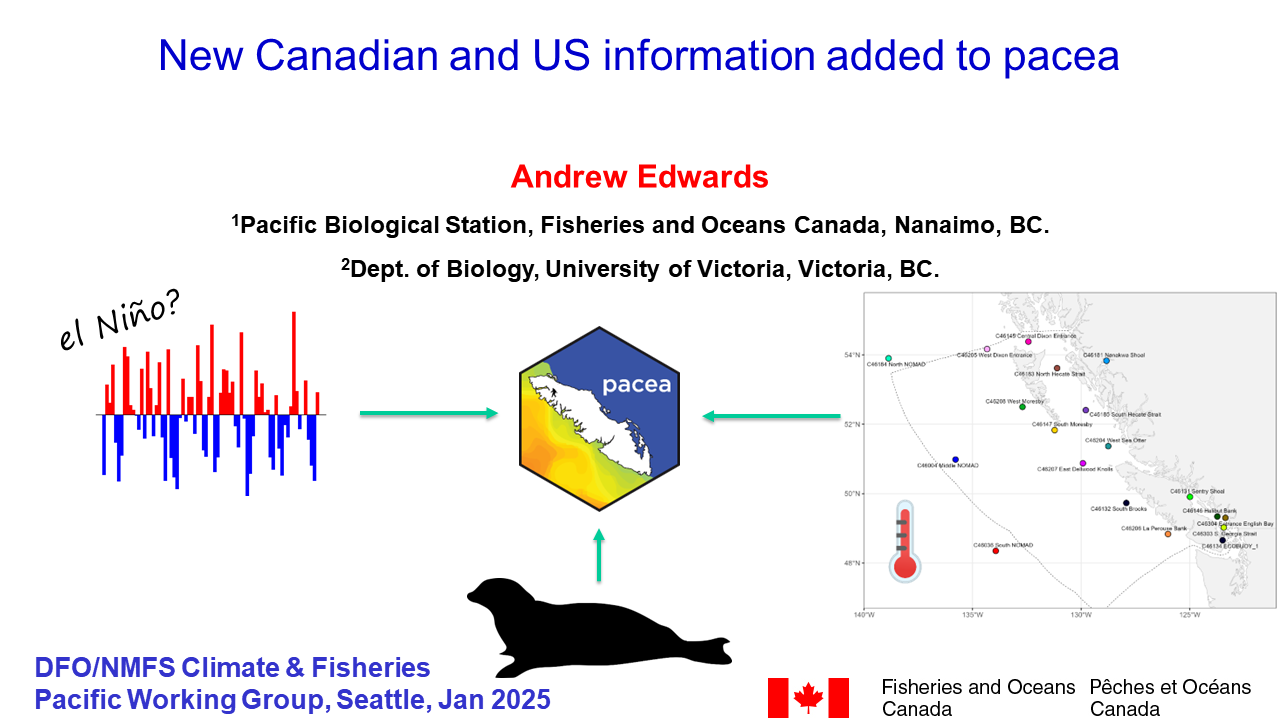 New Canadian and US information added to pacea
Andrew Edwards
¹Pacific Biological Station, Fisheries and Oceans Canada, Nanaimo, BC.
²Dept. of Biology, University of Victoria, Victoria, BC.
el Niño?
pacea
C46145 Central Dixon Entrance
C46205 West Dixon Entrance
54°N
C46184 North NOMAD
C46181 Nanakwa Shoal
C46183 North Hecate Strait
C46208 West Moresby
C46185 South Hecate Strait
52°N
C46147 South Moresby
C46204 West Sea Otter
C46004 Middle NOMAD
C46207 East Dellwood Knolls
50°N
C46131 Sentry Shoal
C46132 South Brooks
C46146 Halibut Bank
C46304 Entrance English Bay
C46206 La Perouse Bank
C46303 S. Georgia Strait
C46036 South NOMAD
C46134 ECOBUOY_1
48°N
140°W
135°W
130°W
125°W
DFO/NMFS Climate & Fisheries
Pacific Working Group, Seattle, Jan 2025
Fisheries and Oceans
Canada
Pêches et Océans
Canada